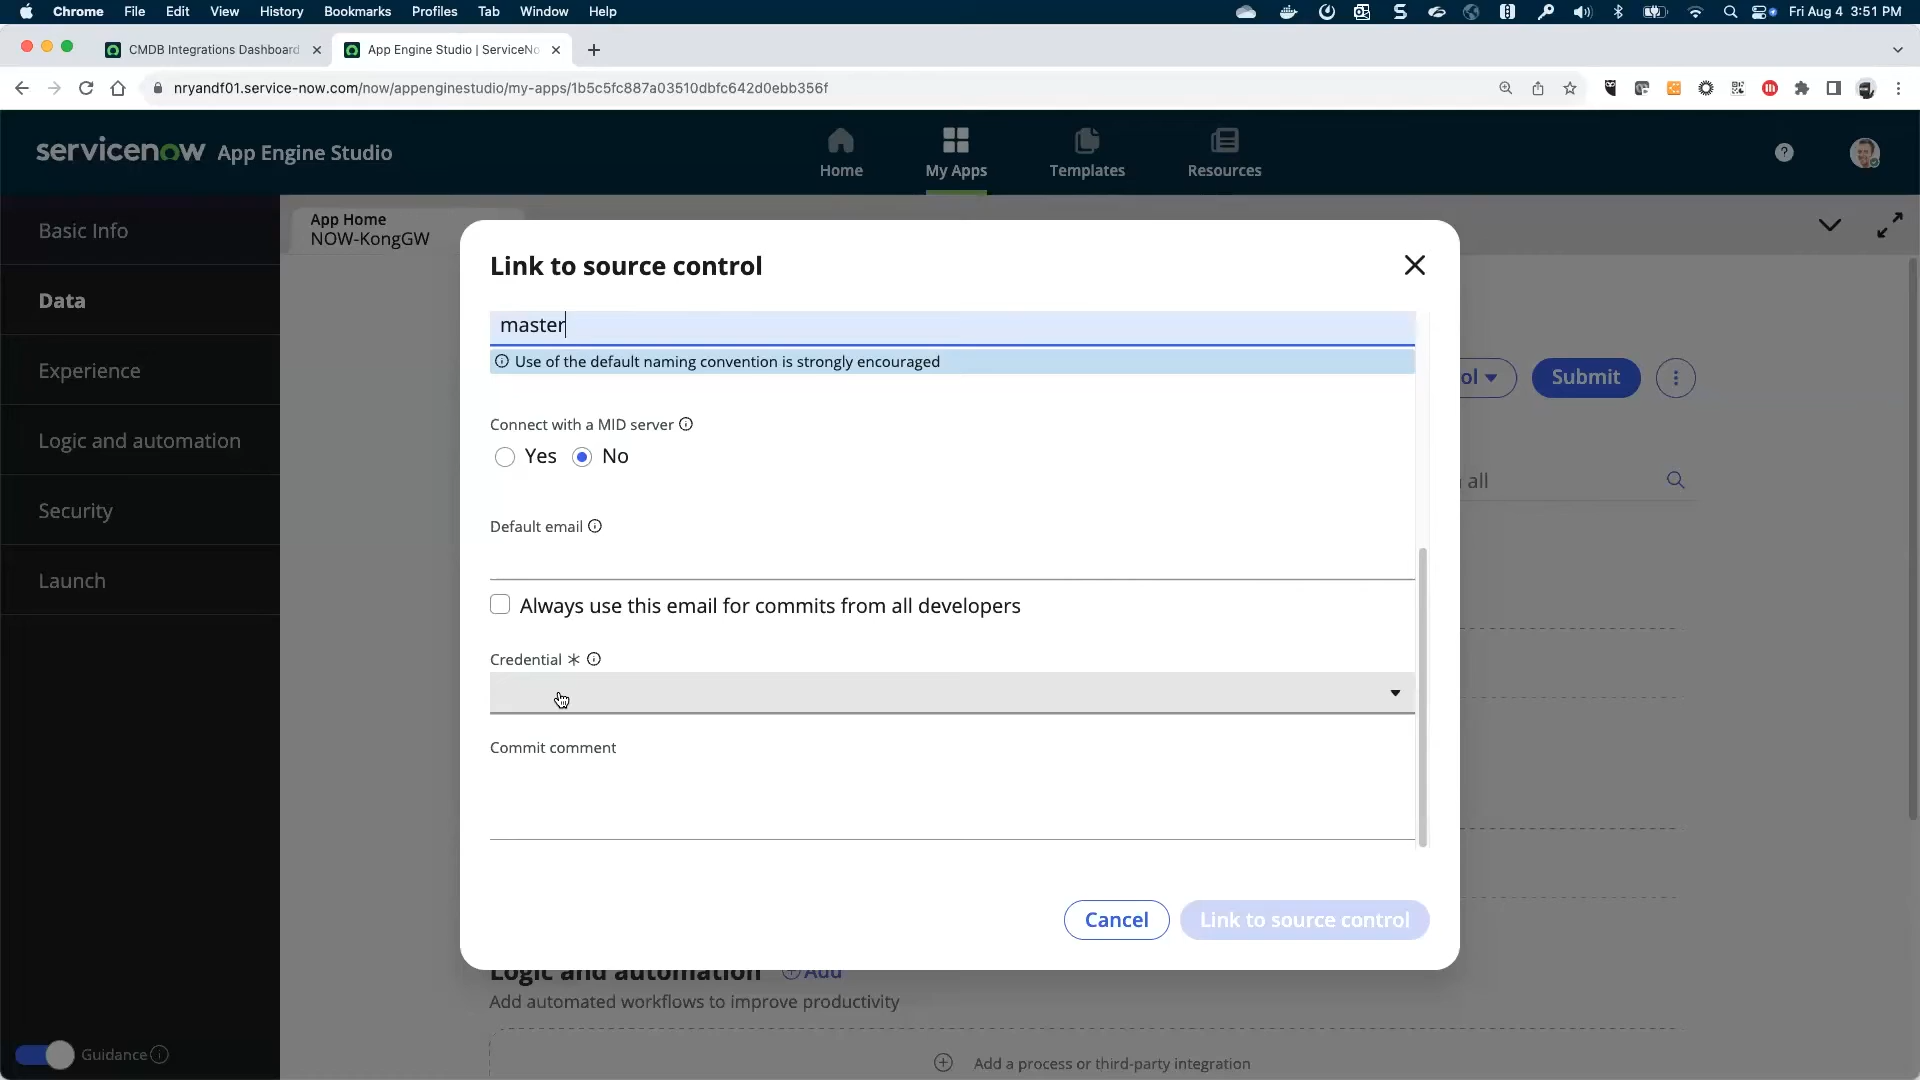 Chrome File Edit View History Bookmarks Profiles Tab Window Help Fri Aug 4 3:51 PM
CMDB Integrations Dashboard App Engine Studio | ServiceNo
nryandf01.service-now.com/now/appenginestudio/my-apps/1b5c5fc887a03510dbfc642d0ebb356f
servicenow App Engine Studio Home My Apps Templates Resources
Basic Info
Data
Experience
Logic and automation
Security
Launch
Guidance
App Home
NOW-KongGW
ol Submit
all
Link to source control
master
Use of the default naming convention is strongly encouraged
Connect with a MID server
Yes No
Default email
Always use this email for commits from all developers
Credential *
Commit comment
Cancel Link to source control
Logic and automation Add
Add automated workflows to improve productivity
Add a process or third-party integration